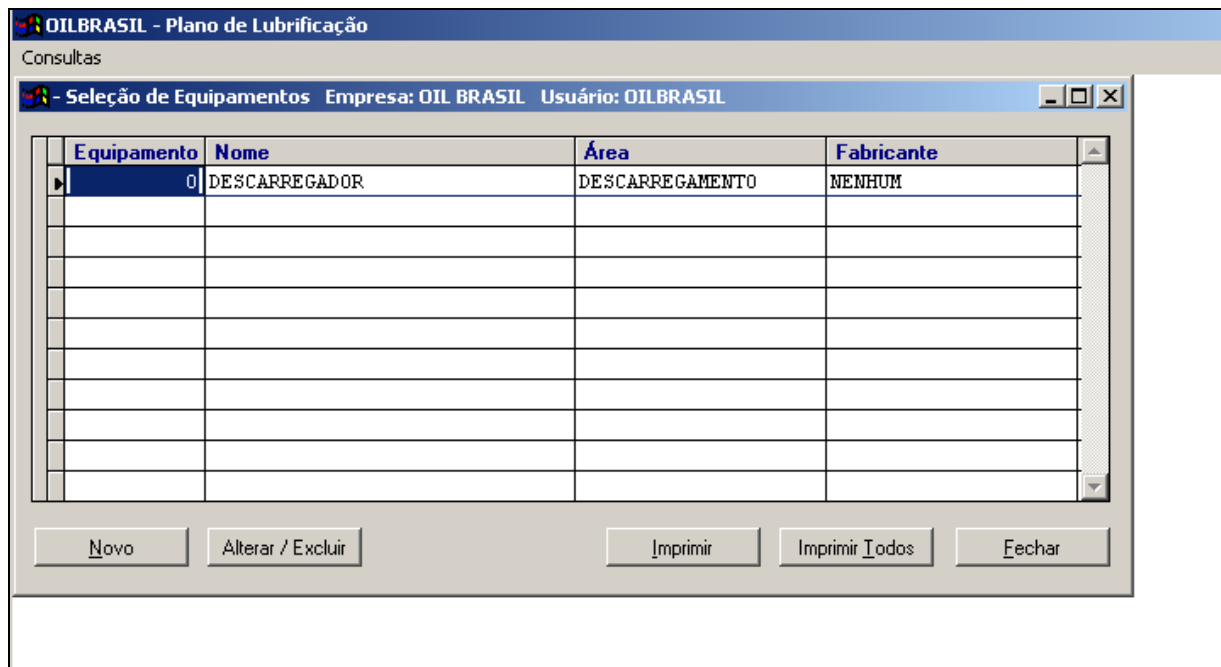 OILBRASIL - Plano de Lubrificação
Consultas
- Seleção de Equipamentos Empresa: OIL BRASIL Usuário: OILBRASIL
Equipamento Nome Área Fabricante
0 DESCARREGADOR DESCARREGAMENTO NENHUM
Novo Alterar / Excluir Imprimir Imprimir Todos Fechar